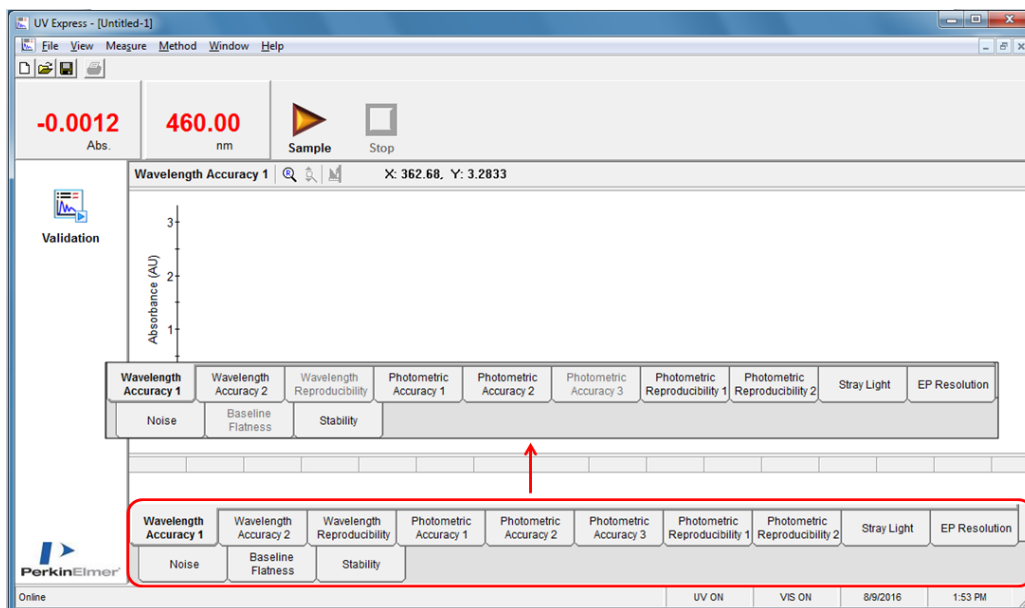 UV Express - [Untitled-1]
File View Measure Method Window Help
-0.0012
Abs.
460.00
nm
Sample
Stop
Validation
Wavelength Accuracy 1
X: 362.68, Y: 3.2833
Absorbance (AU)
3
2
1
Wavelength
Accuracy 1
Wavelength
Accuracy 2
Wavelength
Reproducibility
Photometric
Accuracy 1
Photometric
Accuracy 2
Photometric
Accuracy 3
Photometric
Reproducibility 1
Photometric
Reproducibility 2
Stray Light
EP Resolution
Noise
Baseline
Flatness
Stability
Wavelength
Accuracy 1
Wavelength
Accuracy 2
Wavelength
Reproducibility
Photometric
Accuracy 1
Photometric
Accuracy 2
Photometric
Accuracy 3
Photometric
Reproducibility 1
Photometric
Reproducibility 2
Stray Light
EP Resolution
Noise
Baseline
Flatness
Stability
PerkinElmer
Online
UV ON
VIS ON
8/9/2016
1:53 PM